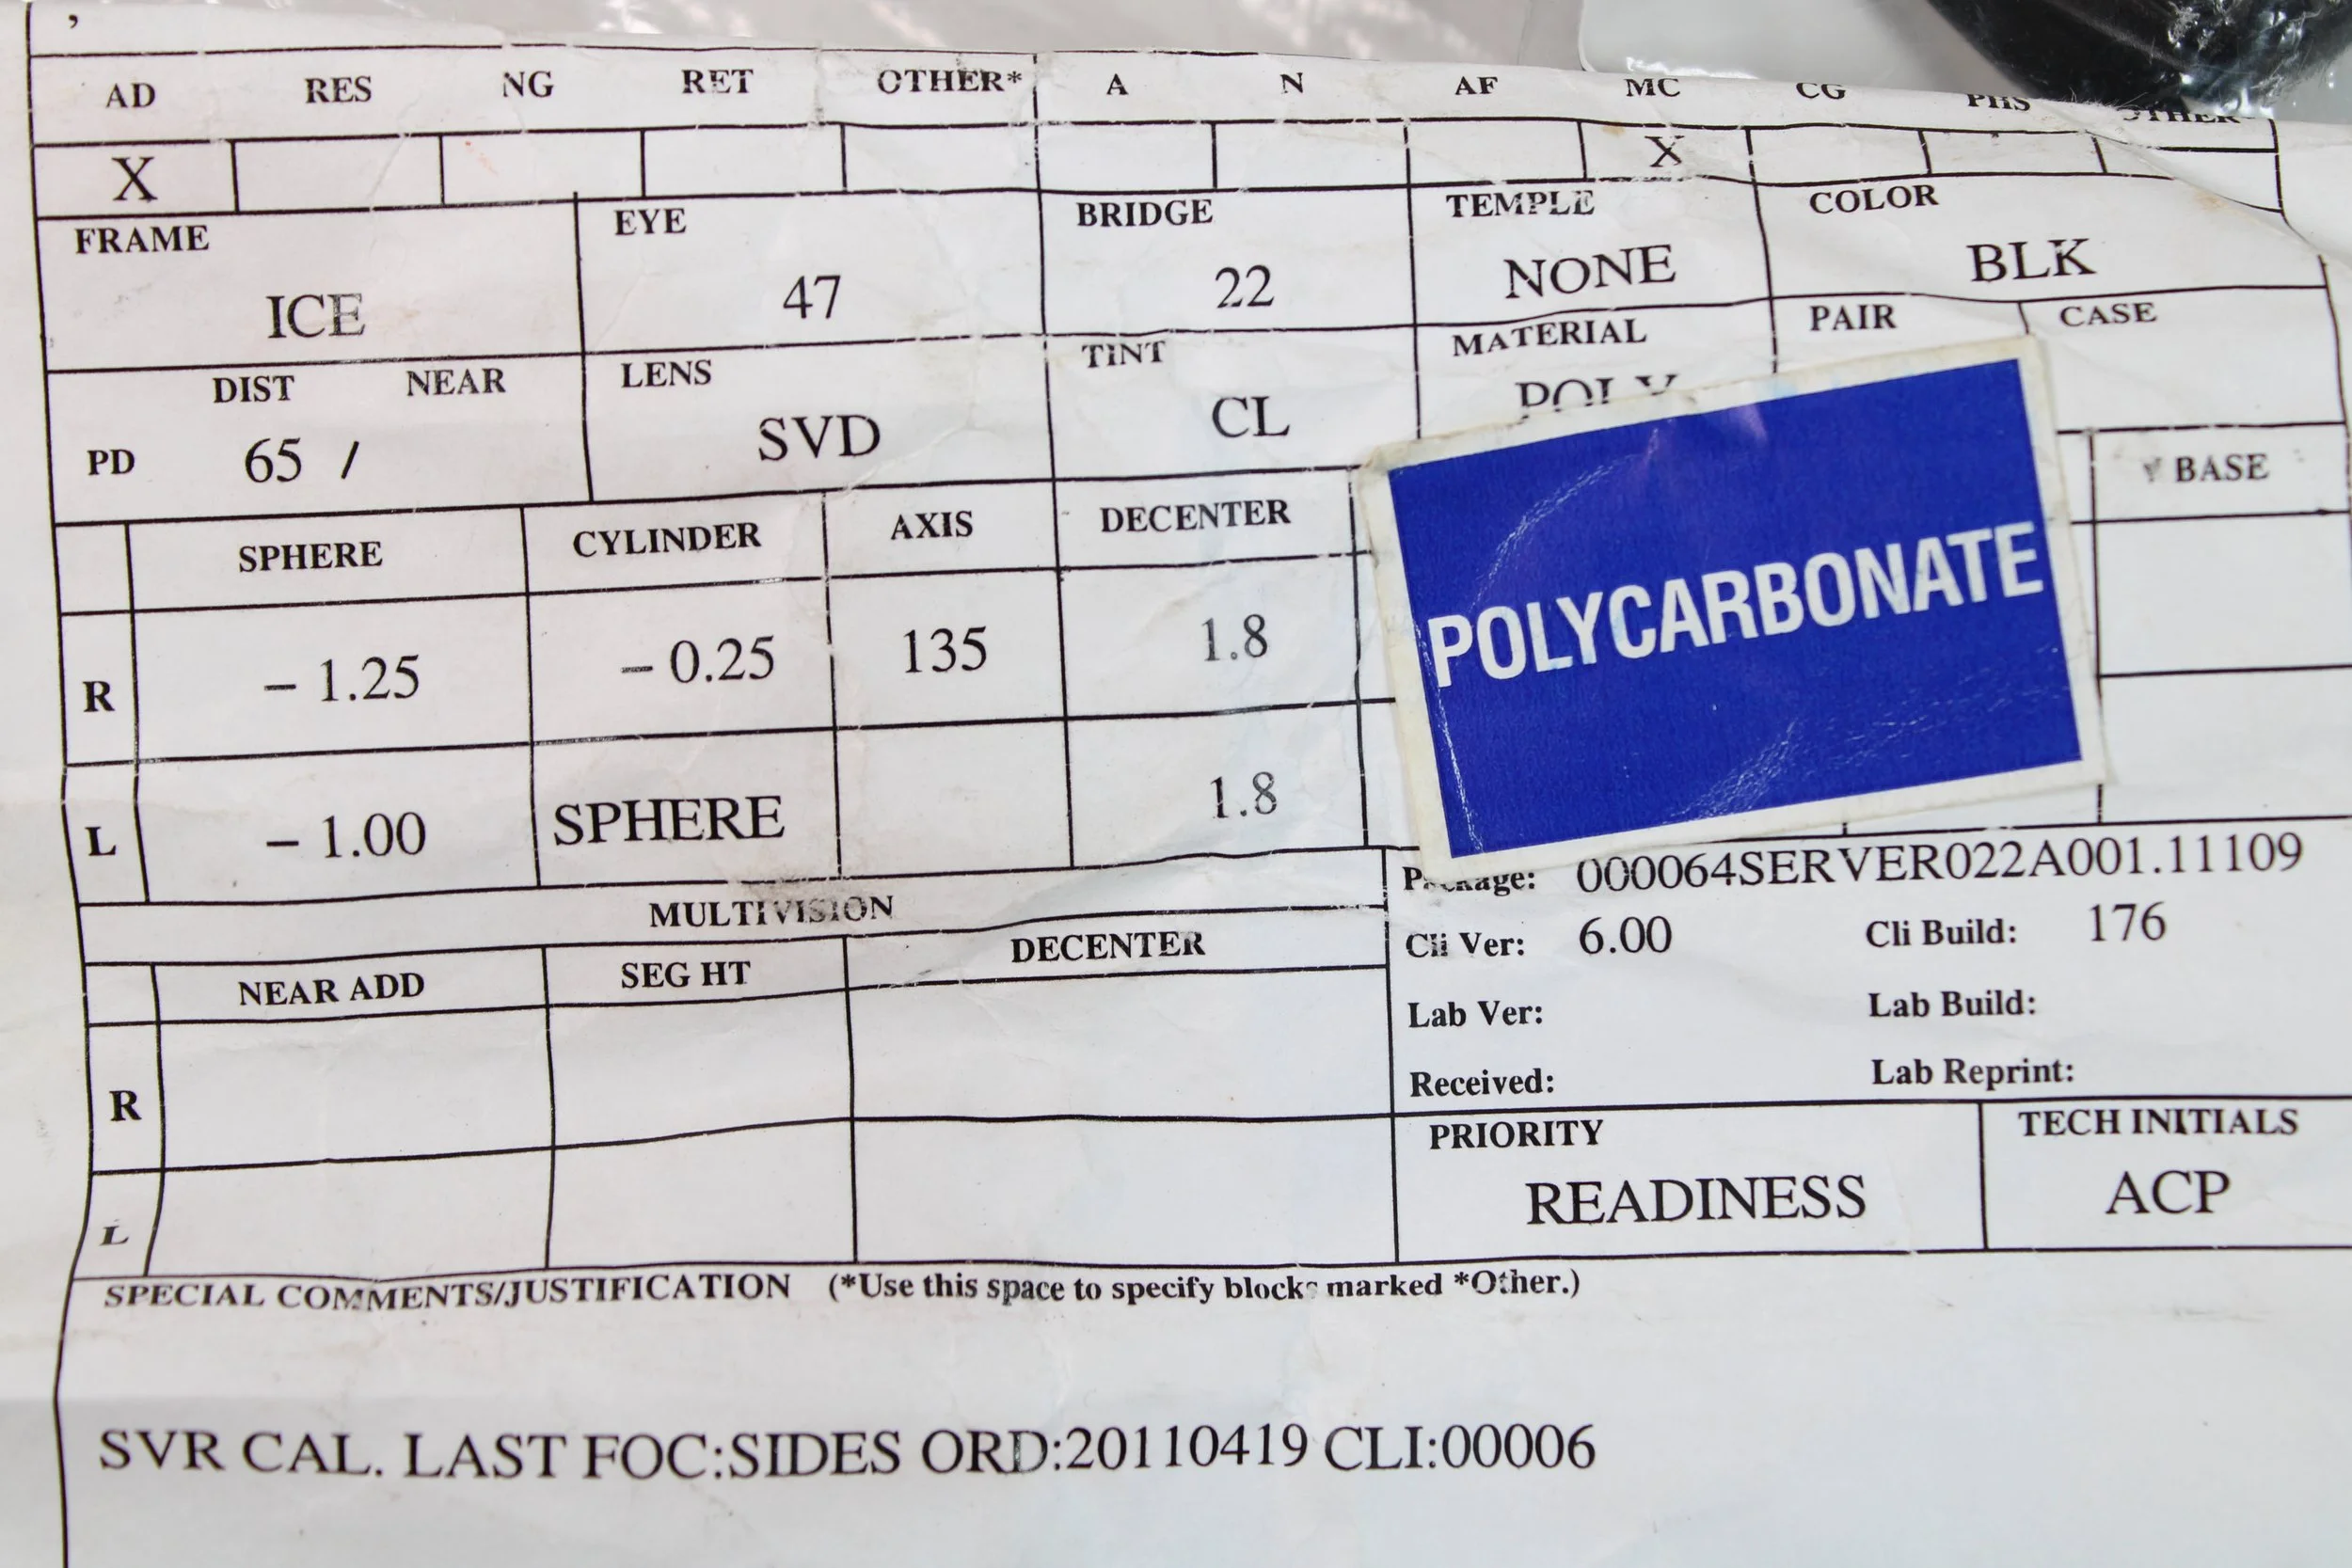 ,
AD RES NG RET OTHER* A N AF MC CG PHS OTHER
X X
FRAME EYE BRIDGE TEMPLE COLOR
ICE 47 22 NONE BLK
DIST NEAR LENS TINT MATERIAL PAIR CASE
PD 65 / SVD CL POLY
SPHERE CYLINDER AXIS DECENTER BASE
POLYCARBONATE
R – 1.25 – 0.25 135 1.8
L – 1.00 SPHERE 1.8
MULTIVISION
NEAR ADD SEG HT DECENTER
R
L
Package: 000064SERVER022A001.11109
Cli Ver: 6.00 Cli Build: 176
Lab Ver: Lab Build:
Received: Lab Reprint:
PRIORITY TECH INITIALS
READINESS ACP
SPECIAL COMMENTS/JUSTIFICATION (*Use this space to specify blocks marked *Other.)
SVR CAL. LAST FOC:SIDES ORD:20110419 CLI:00006